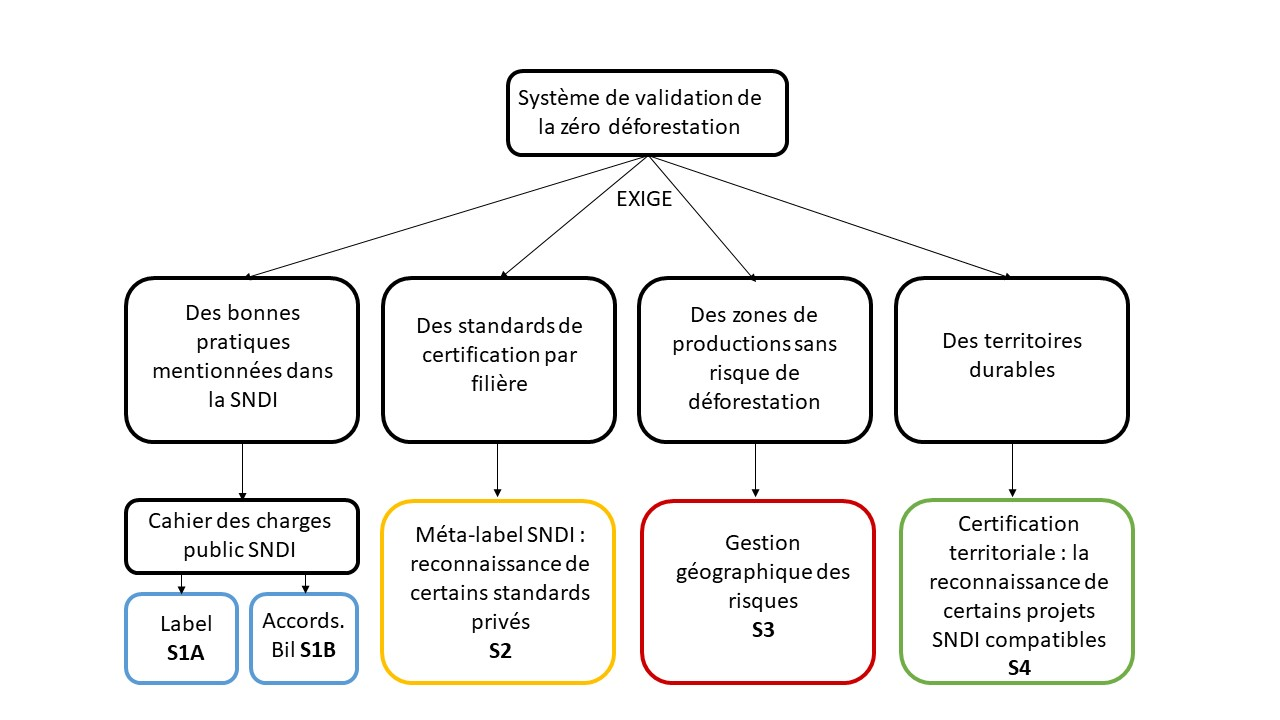 Système de validation de
la zéro déforestation
EXIGE
Des bonnes
pratiques
mentionnées dans
la SNDI
Des standards de
certification par
filière
Des zones de
productions sans
risque de
déforestation
Des territoires
durables
Cahier des charges
public SNDI
Label
S1A
Accords.
Bil S1B
Méta-label SNDI :
reconnaissance de
certains standards
privés
S2
Gestion
géographique des
risques
S3
Certification
territoriale : la
reconnaissance de
certains projets
SNDI compatibles
S4